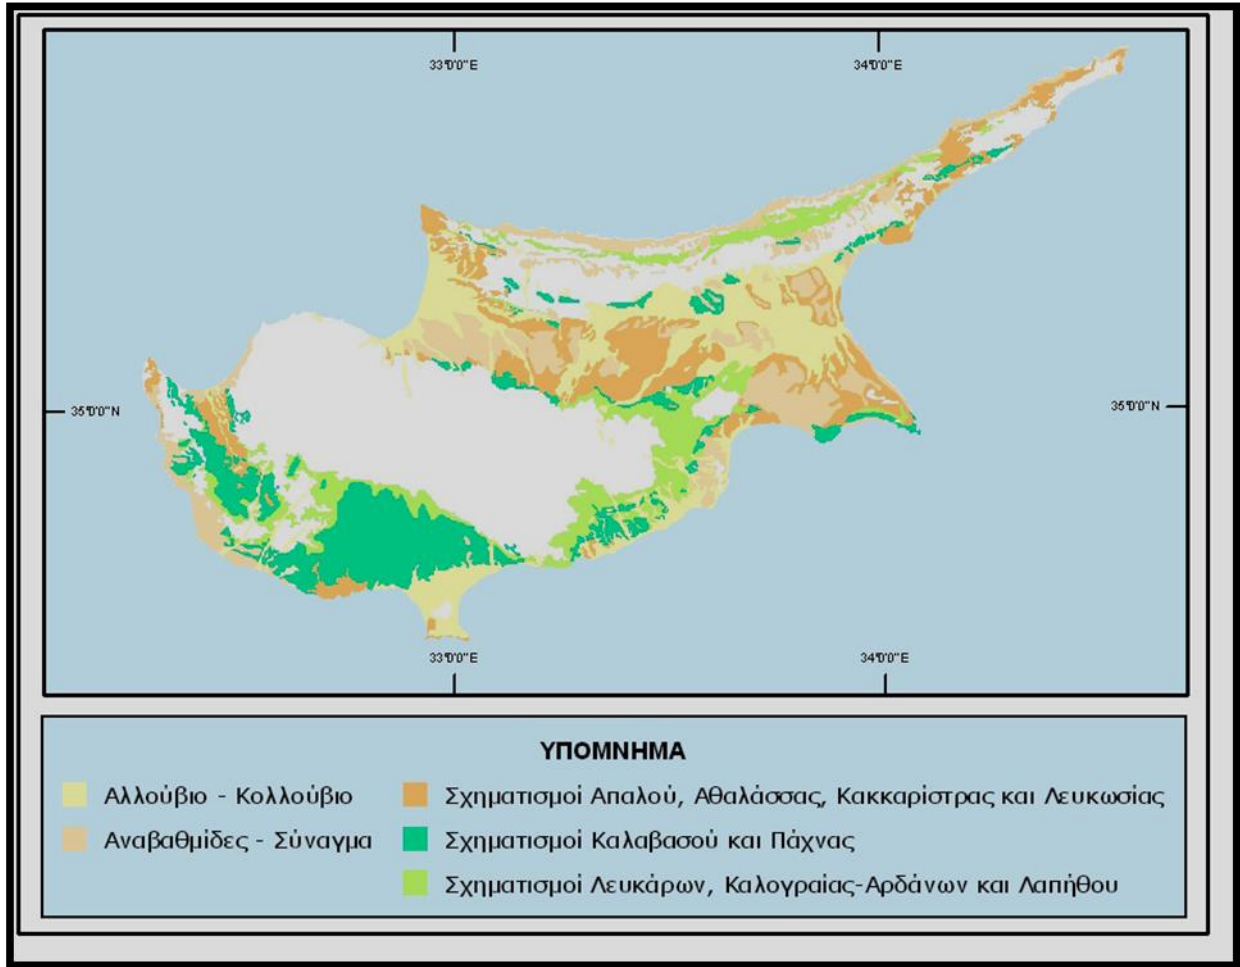 33°0'0"E 34°0'0"E
35°0'0"N 35°0'0"N
33°0'0"E 34°0'0"E
ΥΠΟΜΝΗΜΑ
Αλλούβιο - Κολλούβιο Σχηματισμοί Απαλού, Αθαλάσσας, Κακκαρίστρας και Λευκωσίας
Αναβαθμίδες - Σύναγμα Σχηματισμοί Καλαβασού και Πάχνας
Σχηματισμοί Λευκάρων, Καλογραίας-Αρδάνων και Λαπήθου